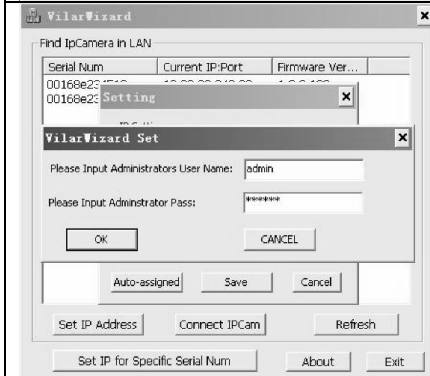 VilarWizard
Find IpCamera in LAN
Serial Num Current IP:Port Firmware Ver...
00168e23
00168e23 Setting
VilarWizard Set
Please Input Administrators User Name: admin
Please Input Adminstrator Pass: ******
OK CANCEL
Auto-assigned Save Cancel
Set IP Address Connect IPCam Refresh
Set IP for Specific Serial Num About Exit